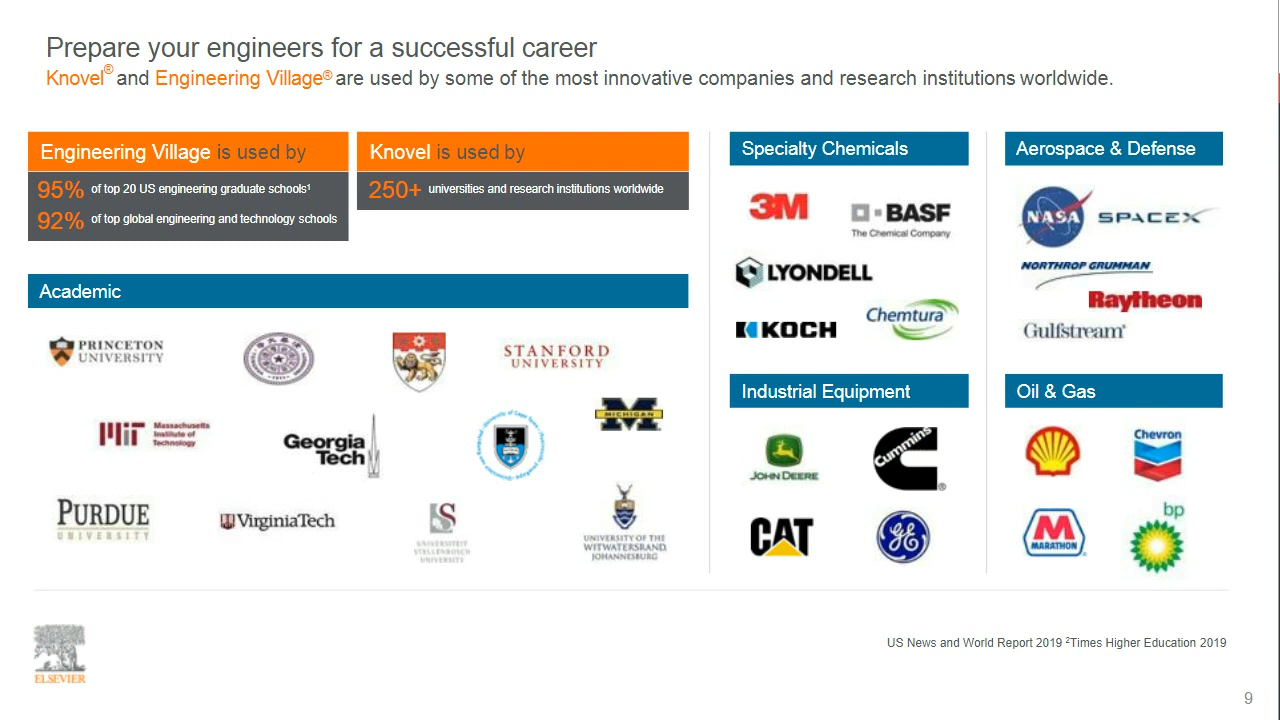 Prepare your engineers for a successful career
Knovel® and Engineering Village® are used by some of the most innovative companies and research institutions worldwide.
Engineering Village is used by
95% of top 20 US engineering graduate schools¹
92% of top global engineering and technology schools
Knovel is used by
250+ universities and research institutions worldwide
Academic
PRINCETON
UNIVERSITY
STANFORD
UNIVERSITY
MIT
Massachusetts
Institute of
Technology
Georgia
Tech
MICHIGAN
PURDUE
UNIVERSITY
VirginiaTech
UNIVERSITEIT
STELLENBOSCH
UNIVERSITY
UNIVERSITY OF THE
WITWATERSRAND,
JOHANNESBURG
Specialty Chemicals
3M
BASF
The Chemical Company
LYONDELL
Chemtura
KOCH
Industrial Equipment
JOHN DEERE
Cummins
®
CAT
GE
Aerospace & Defense
NASA
SPACEX
NORTHROP GRUMMAN
Raytheon
Gulfstream®
Oil & Gas
Chevron
M
MARATHON
bp
ELSEVIER
US News and World Report 2019 ²Times Higher Education 2019
9